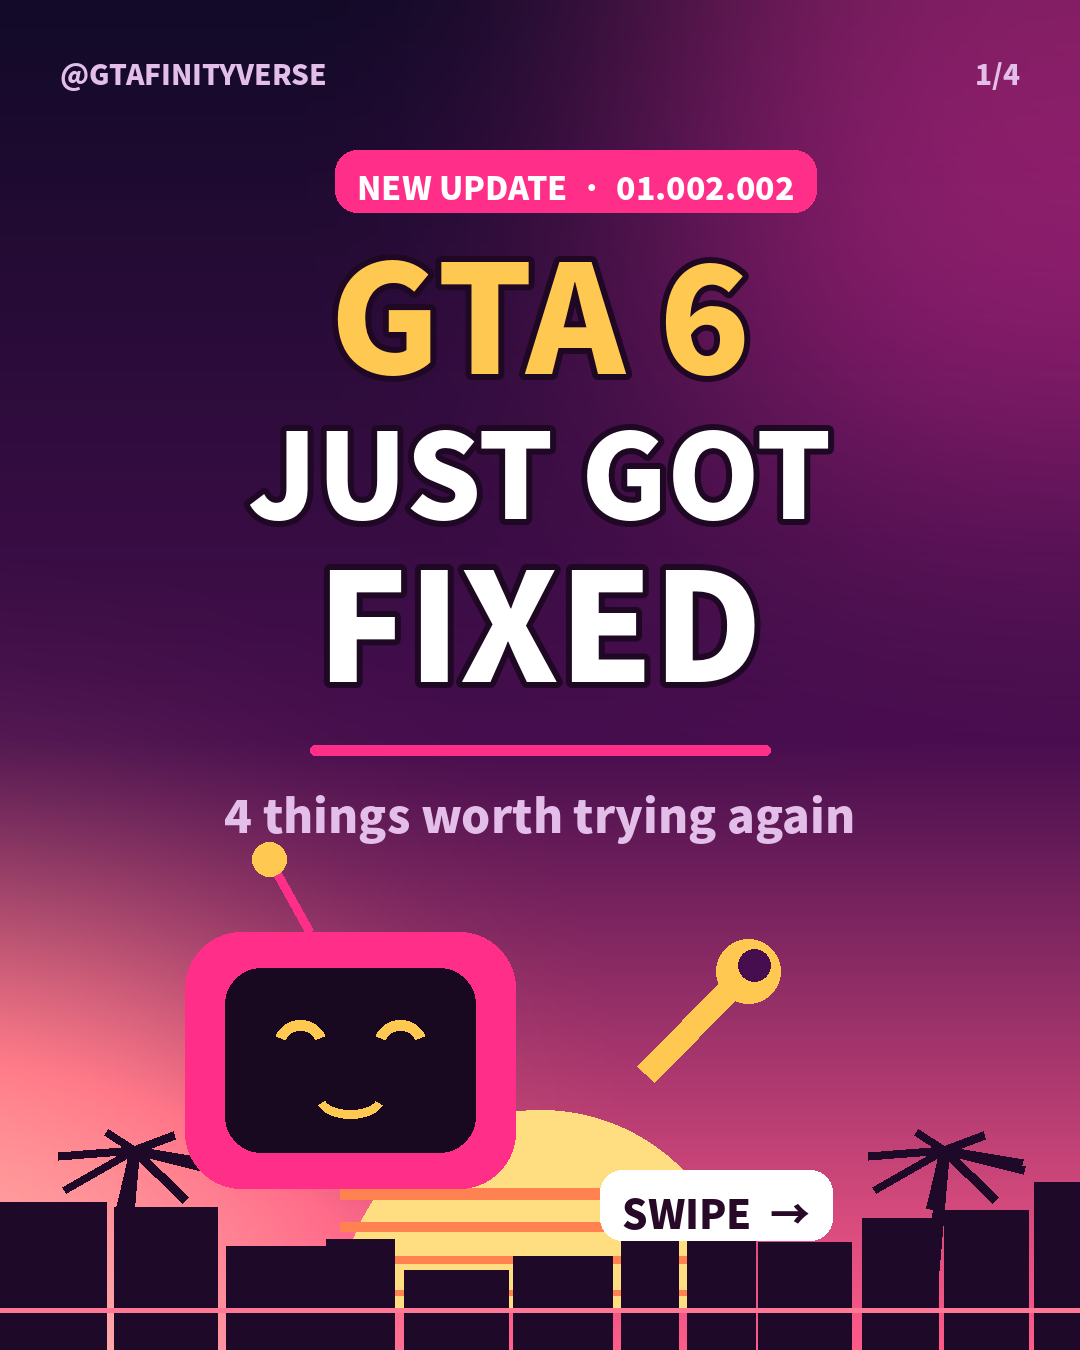 @GTAFINITYVERSE
1/4
NEW UPDATE · 01.002.002
GTA 6
JUST GOT
FIXED
4 things worth trying again
SWIPE →